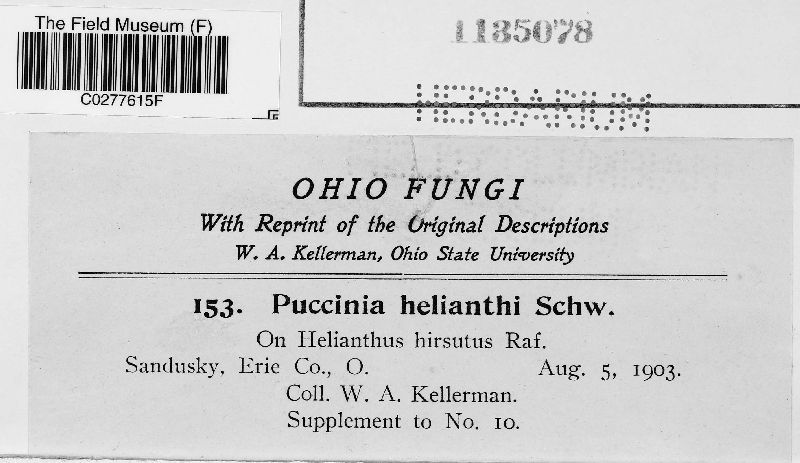 The Field Museum (F)
C0277615F
1135078
HERBARIUM
OHIO FUNGI
With Reprint of the Original Descriptions
W. A. Kellerman, Ohio State University
153. Puccinia helianthi Schw.
On Helianthus hirsutus Raf.
Sandusky, Erie Co., O. Aug. 5, 1903.
Coll. W. A. Kellerman.
Supplement to No. 10.